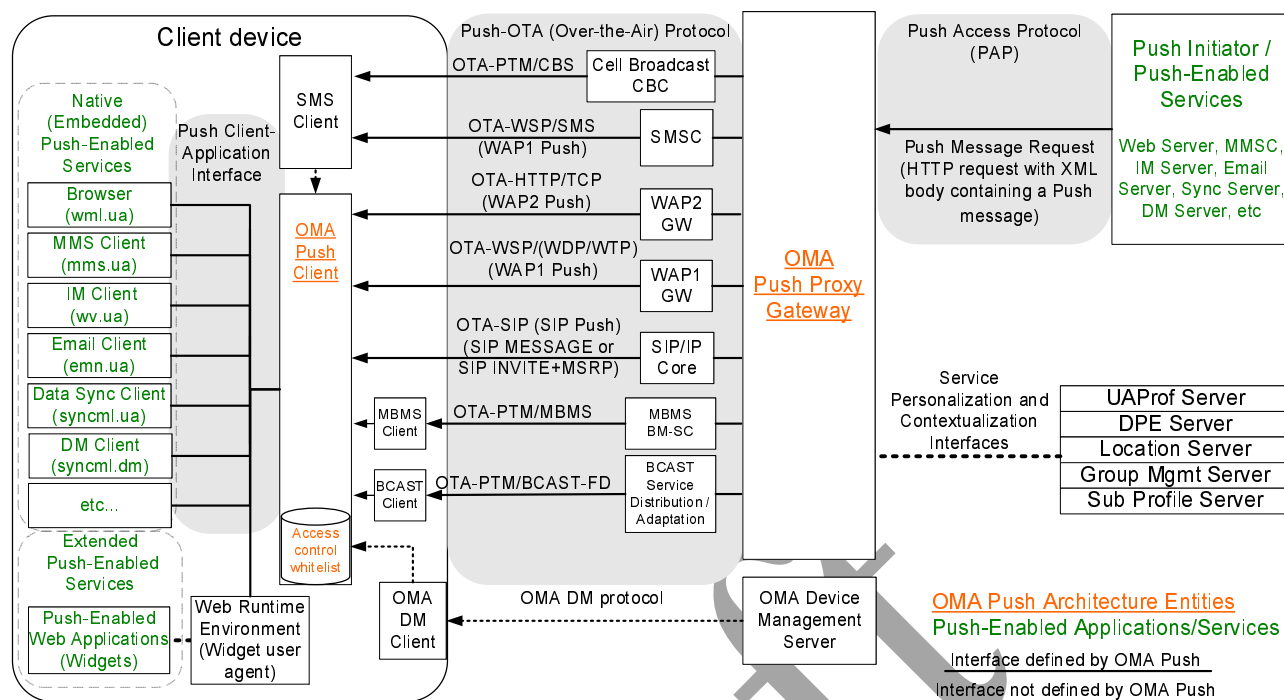 Client device
Native
(Embedded)
Push-Enabled
Services
Browser
(wml.ua)
MMS Client
(mms.ua)
IM Client
(wv.ua)
Email Client
(emn.ua)
Data Sync Client
(syncml.ua)
DM Client
(syncml.dm)
etc...
Extended
Push-Enabled
Services
Push-Enabled
Web Applications
(Widgets)
Push Client-
Application
Interface
Web Runtime
Environment
(Widget user
agent)
SMS
Client
OMA
Push
Client
MBMS
Client
BCAST
Client
Access
control
whitelist
OMA
DM
Client
Push-OTA (Over-the-Air) Protocol
OTA-PTM/CBS
Cell Broadcast
CBC
OTA-WSP/SMS
(WAP1 Push)
SMSC
OTA-HTTP/TCP
(WAP2 Push)
WAP2
GW
OTA-WSP/(WDP/WTP)
(WAP1 Push)
WAP1
GW
OTA-SIP (SIP Push)
(SIP MESSAGE or
SIP INVITE+MSRP)
SIP/IP
Core
OTA-PTM/MBMS
MBMS
BM-SC
OTA-PTM/BCAST-FD
BCAST
Service
Distribution /
Adaptation
OMA DM protocol
OMA
Push Proxy
Gateway
OMA Device
Management
Server
Push Access Protocol
(PAP)
Push Message Request
(HTTP request with XML
body containing a Push
message)
Push Initiator /
Push-Enabled
Services
Web Server, MMSC,
IM Server, Email
Server, Sync Server,
DM Server, etc
Service
Personalization and
Contextualization
Interfaces
UAProf Server
DPE Server
Location Server
Group Mgmt Server
Sub Profile Server
OMA Push Architecture Entities
Push-Enabled Applications/Services
Interface defined by OMA Push
Interface not defined by OMA Push